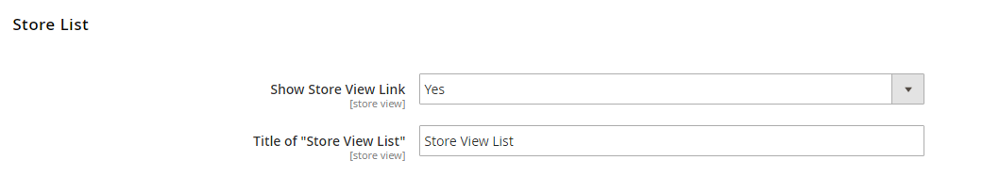 Store List
Show Store View Link
Yes
[store view]
Title of "Store View List"
Store View List
[store view]